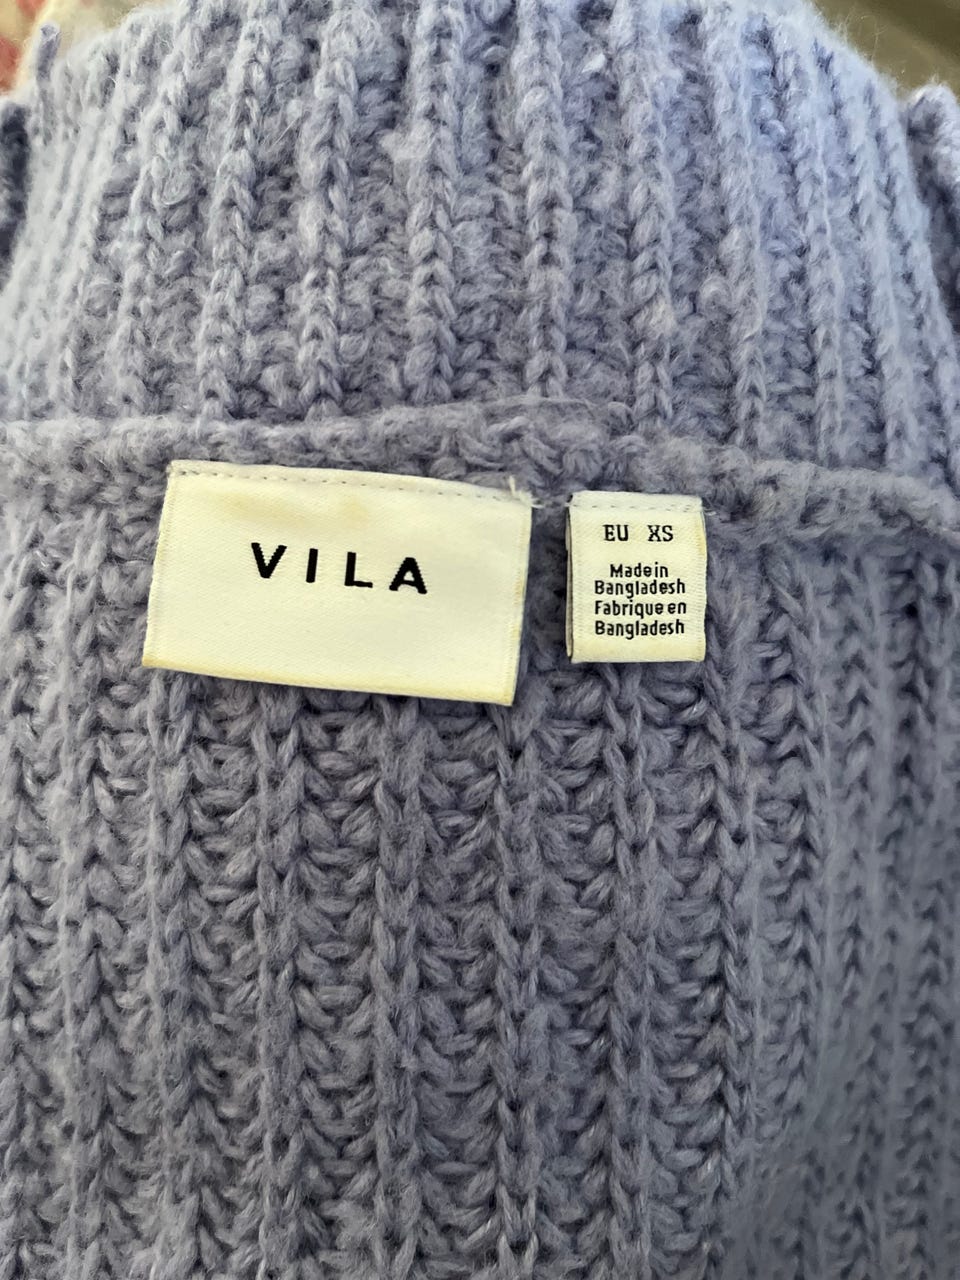 VILA
EU XS
Made in
Bangladesh
Fabrique en
Bangladesh